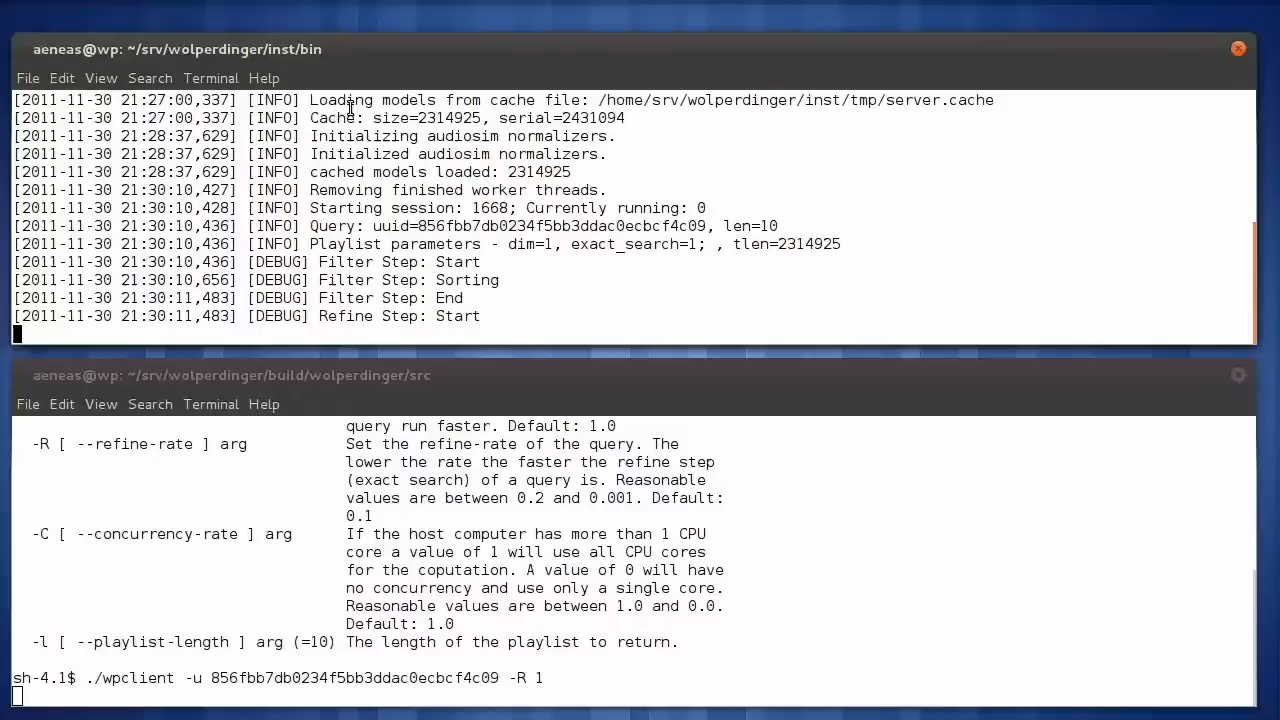 aeneas@wp: ~/srv/wolperdinger/inst/bin
File Edit View Search Terminal Help
[2011-11-30 21:27:00,337] [INFO] Loading models from cache file: /home/srv/wolperdinger/inst/tmp/server.cache
[2011-11-30 21:27:00,337] [INFO] Cache: size=2314925, serial=2431094
[2011-11-30 21:28:37,629] [INFO] Initializing audiosim normalizers.
[2011-11-30 21:28:37,629] [INFO] Initialized audiosim normalizers.
[2011-11-30 21:28:37,629] [INFO] cached models loaded: 2314925
[2011-11-30 21:30:10,427] [INFO] Removing finished worker threads.
[2011-11-30 21:30:10,428] [INFO] Starting session: 1668; Currently running: 0
[2011-11-30 21:30:10,436] [INFO] Query: uuid=856fbb7db0234f5bb3ddac0ecbcf4c09, len=10
[2011-11-30 21:30:10,436] [INFO] Playlist parameters - dim=1, exact_search=1; , tlen=2314925
[2011-11-30 21:30:10,436] [DEBUG] Filter Step: Start
[2011-11-30 21:30:10,656] [DEBUG] Filter Step: Sorting
[2011-11-30 21:30:11,483] [DEBUG] Filter Step: End
[2011-11-30 21:30:11,483] [DEBUG] Refine Step: Start
aeneas@wp: ~/srv/wolperdinger/build/wolperdinger/src
File Edit View Search Terminal Help
query run faster. Default: 1.0
-R [ --refine-rate ] arg Set the refine-rate of the query. The
lower the rate the faster the refine step
(exact search) of a query is. Reasonable
values are between 0.2 and 0.001. Default:
0.1
-C [ --concurrency-rate ] arg If the host computer has more than 1 CPU
core a value of 1 will use all CPU cores
for the coputation. A value of 0 will have
no concurrency and use only a single core.
Reasonable values are between 1.0 and 0.0.
Default: 1.0
-l [ --playlist-length ] arg (=10) The length of the playlist to return.
sh-4.1$ ./wpclient -u 856fbb7db0234f5bb3ddac0ecbcf4c09 -R 1